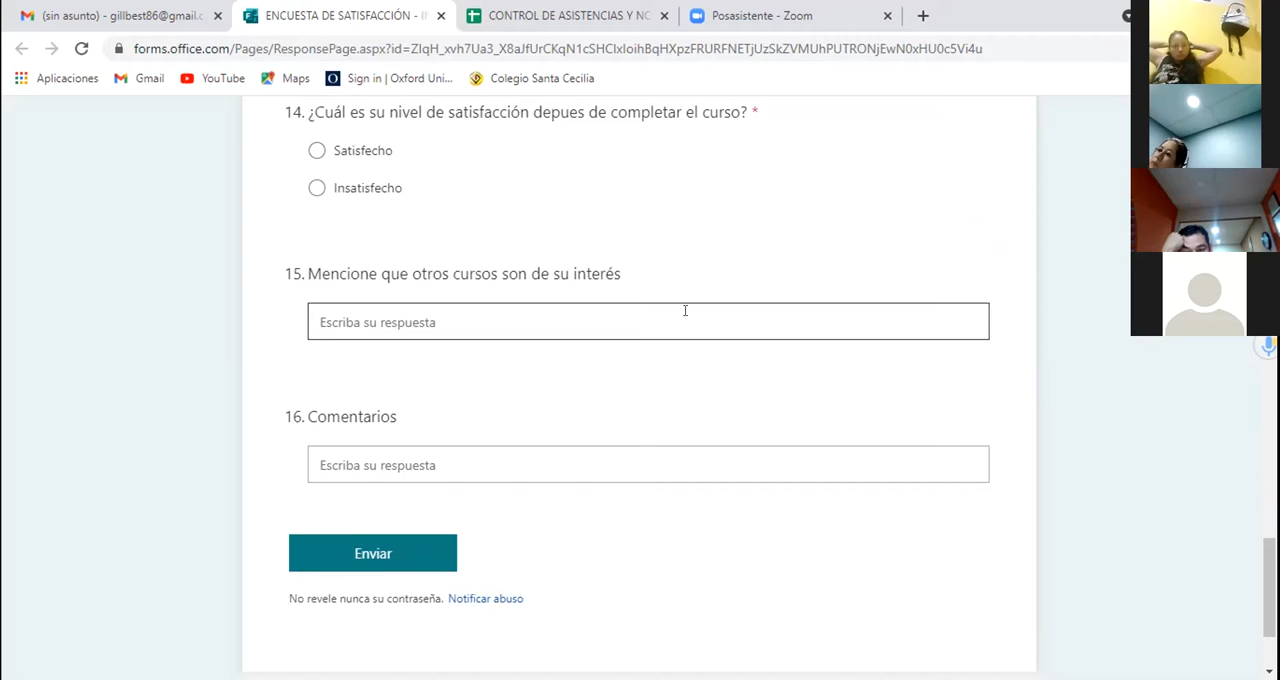 (sin asunto) - gillbest86@gmail.c
ENCUESTA DE SATISFACCIÓN - I
CONTROL DE ASISTENCIAS Y NO
Posasistente - Zoom
forms.office.com/Pages/ResponsePage.aspx?id=ZIqH_xvh7Ua3_X8aJfUrCKqN1cSHCIxIoihBqHXpzFRURFNETjUzSkZVMUhPUTRONjEwN0xHU0c5Vi4u
Aplicaciones
Gmail
YouTube
Maps
Sign in | Oxford Uni...
Colegio Santa Cecilia
14. ¿Cuál es su nivel de satisfacción depues de completar el curso? *
Satisfecho
Insatisfecho
15. Mencione que otros cursos son de su interés
Escriba su respuesta
16. Comentarios
Escriba su respuesta
Enviar
No revele nunca su contraseña. Notificar abuso